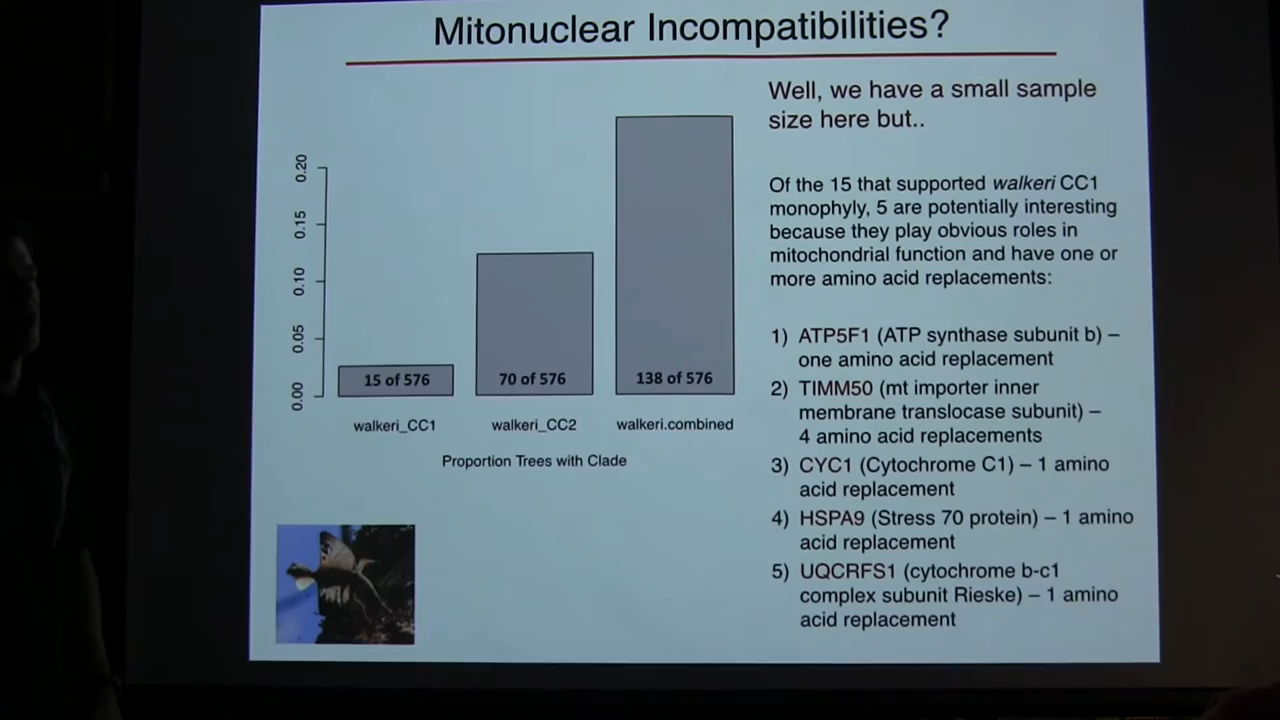 Mitonuclear Incompatibilities?
Well, we have a small sample
size here but..
Of the 15 that supported walkeri CC1
monophyly, 5 are potentially interesting
because they play obvious roles in
mitochondrial function and have one or
more amino acid replacements:
1) ATP5F1 (ATP synthase subunit b) –
one amino acid replacement
2) TIMM50 (mt importer inner
membrane translocase subunit) –
4 amino acid replacements
3) CYC1 (Cytochrome C1) – 1 amino
acid replacement
4) HSPA9 (Stress 70 protein) – 1 amino
acid replacement
5) UQCRFS1 (cytochrome b-c1
complex subunit Rieske) – 1 amino
acid replacement
0.20
0.15
0.10
0.05
0.00
15 of 576
70 of 576
138 of 576
walkeri_CC1
walkeri_CC2
walkeri.combined
Proportion Trees with Clade